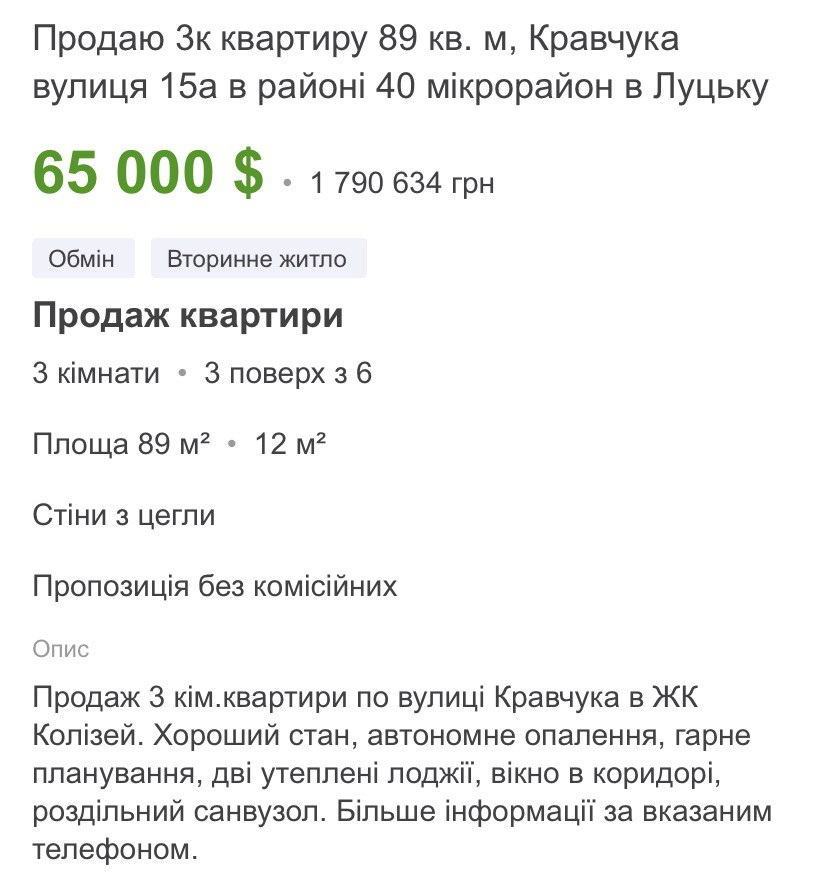 Продаю 3к квартиру 89 кв. м, Кравчука
вулиця 15а в районі 40 мікрорайон в Луцьку
65 000 $ • 1 790 634 грн
Обмін Вторинне житло
Продаж квартири
3 кімнати • 3 поверх з 6
Площа 89 м² • 12 м²
Стіни з цегли
Пропозиція без комісійних
Опис
Продаж 3 кім.квартири по вулиці Кравчука в ЖК
Колізей. Хороший стан, автономне опалення, гарне
планування, дві утеплені лоджії, вікно в коридорі,
роздільний санвузол. Більше інформації за вказаним
телефоном.